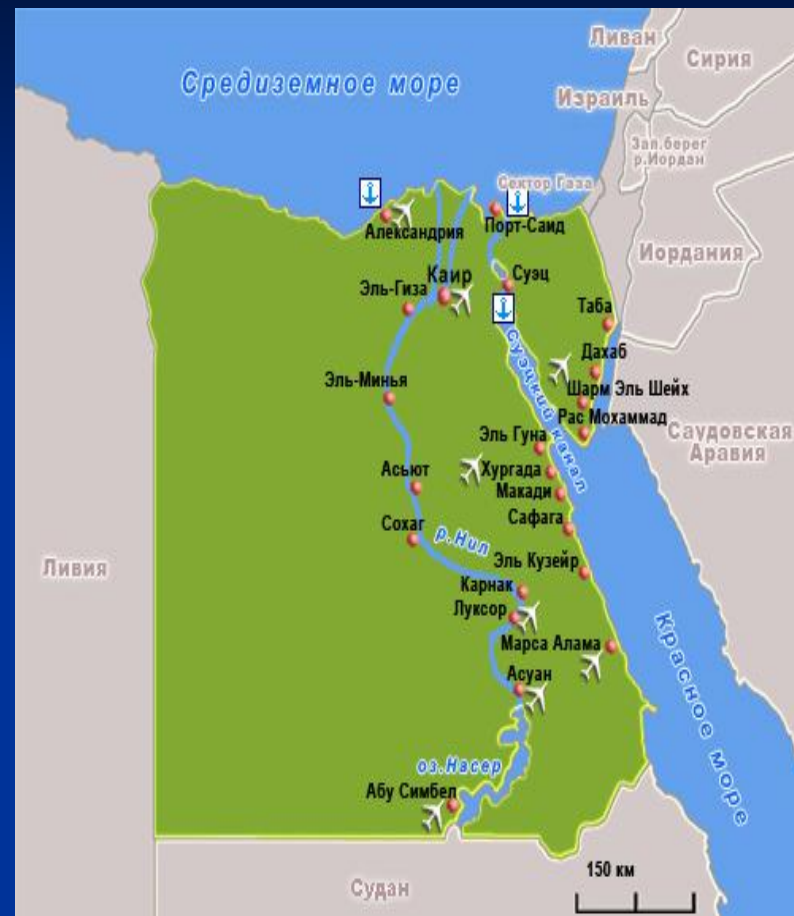 Ливан
Сирия
Средиземное море
Израиль
Зап.берег
р.Иордан
Сектор Газа
Александрия
Порт-Саид
Иордания
Каир
Суэц
Эль-Гиза
Таба
Суэцкий канал
Дахаб
Эль-Минья
Шарм Эль Шейх
Рас Мохаммад
Саудовская
Аравия
Эль Гуна
Асьют
Хургада
Макади
Сафага
Сохаг
р.Нил
Эль Кузейр
Ливия
Карнак
Луксор
Марса Алама
Красное море
Асуан
оз.Насер
Абу Симбел
150 км
Судан